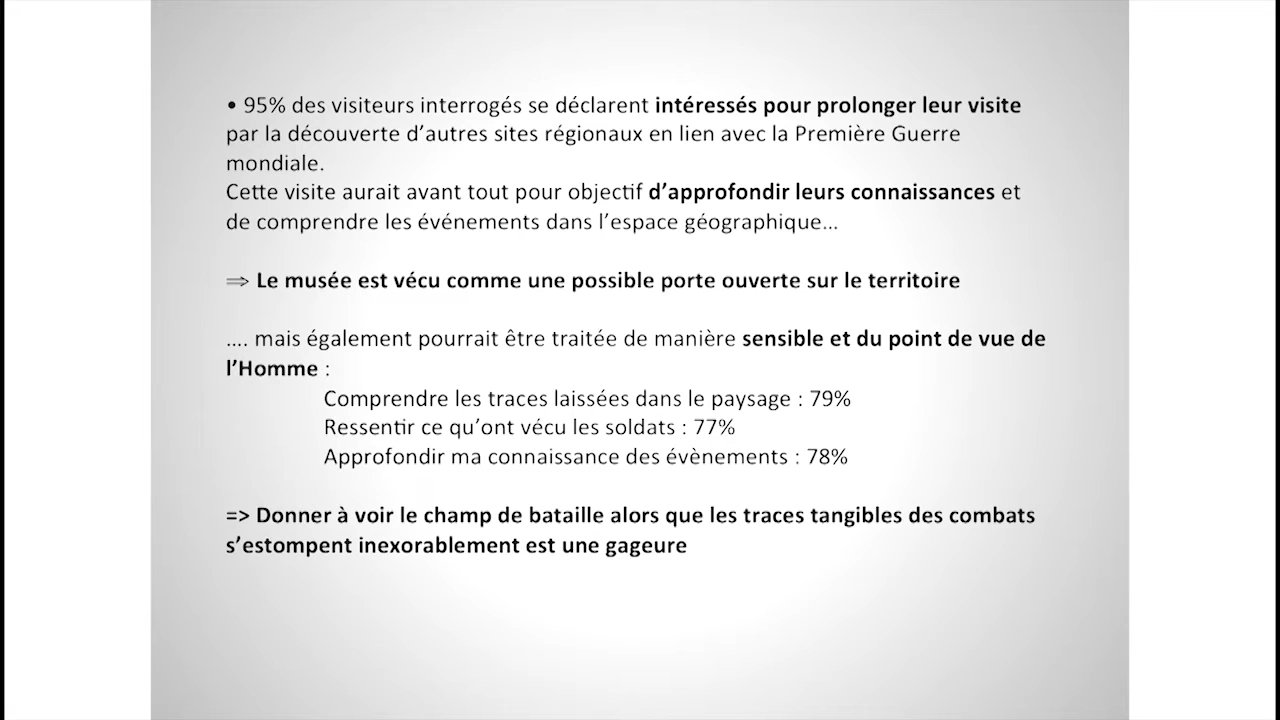 • 95% des visiteurs interrogés se déclarent intéressés pour prolonger leur visite
par la découverte d’autres sites régionaux en lien avec la Première Guerre
mondiale.
Cette visite aurait avant tout pour objectif d’approfondir leurs connaissances et
de comprendre les événements dans l’espace géographique…
⇒ Le musée est vécu comme une possible porte ouverte sur le territoire
…. mais également pourrait être traitée de manière sensible et du point de vue de
l’Homme :
Comprendre les traces laissées dans le paysage : 79%
Ressentir ce qu’ont vécu les soldats : 77%
Approfondir ma connaissance des évènements : 78%
=> Donner à voir le champ de bataille alors que les traces tangibles des combats
s’estompent inexorablement est une gageure